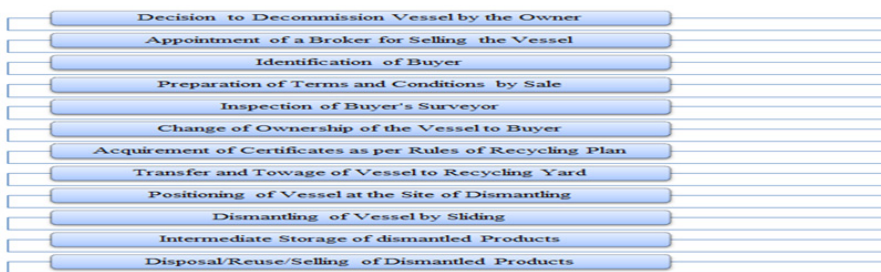 Decision to Decommission Vessel by the Owner
Appointment of a Broker for Selling the Vessel
Identification of Buyer
Preparation of Terms and Conditions by Sale
Inspection of Buyer's Surveyor
Change of Ownership of the Vessel to Buyer
Acquirement of Certificates as per Rules of Recycling Plan
Transfer and Towage of Vessel to Recycling Yard
Positioning of Vessel at the Site of Dismantling
Dismantling of Vessel by Sliding
Intermediate Storage of dismantled Products
Disposal/Reuse/Selling of Dismantled Products